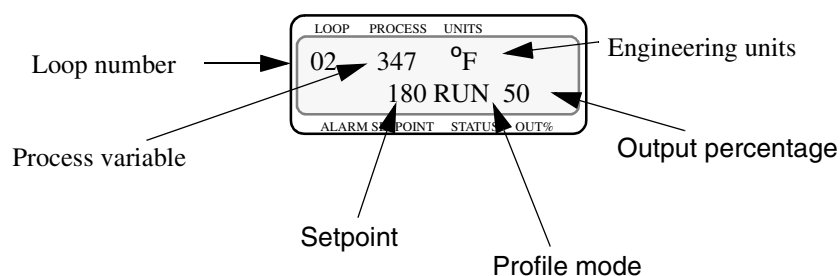 LOOP PROCESS UNITS
Engineering units
Loop number
02 347 °F
180 RUN 50
ALARM SETPOINT STATUS OUT%
Process variable
Output percentage
Setpoint
Profile mode